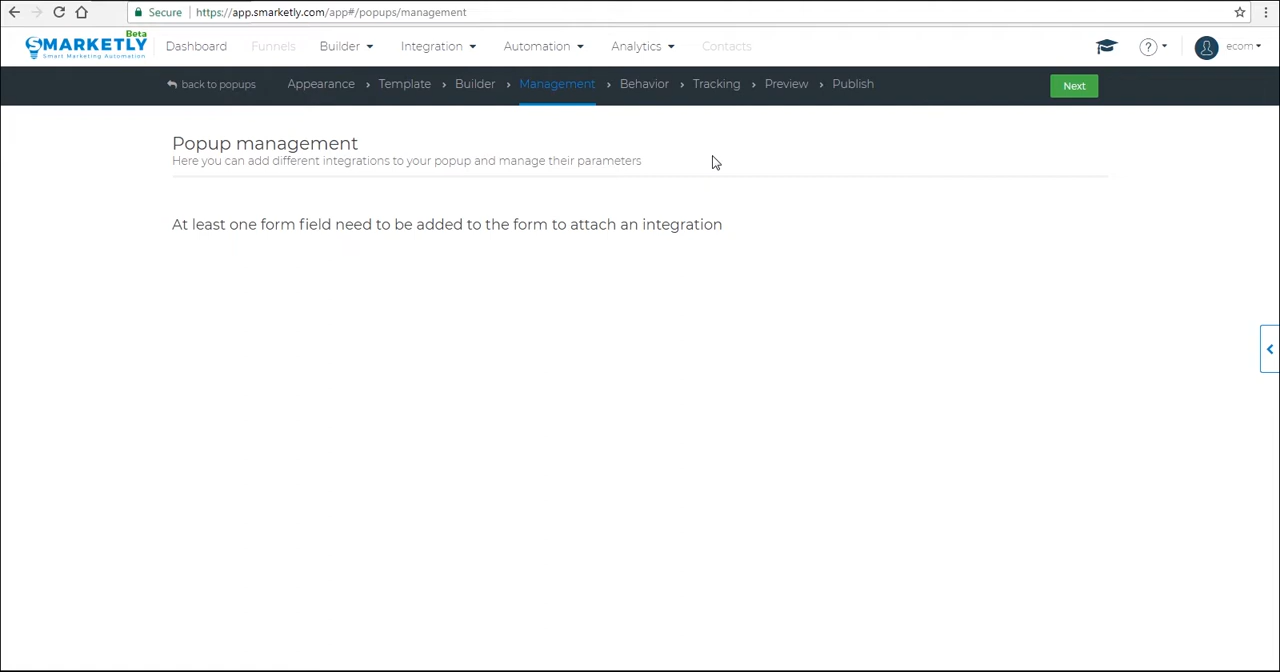 Secure https://app.smarketly.com/app#/popups/management
Beta
SMARKETLY
Smart Marketing Automation
Dashboard Funnels Builder Integration Automation Analytics Contacts ? ecom
back to popups Appearance › Template › Builder › Management › Behavior › Tracking › Preview › Publish Next
Popup management
Here you can add different integrations to your popup and manage their parameters
At least one form field need to be added to the form to attach an integration